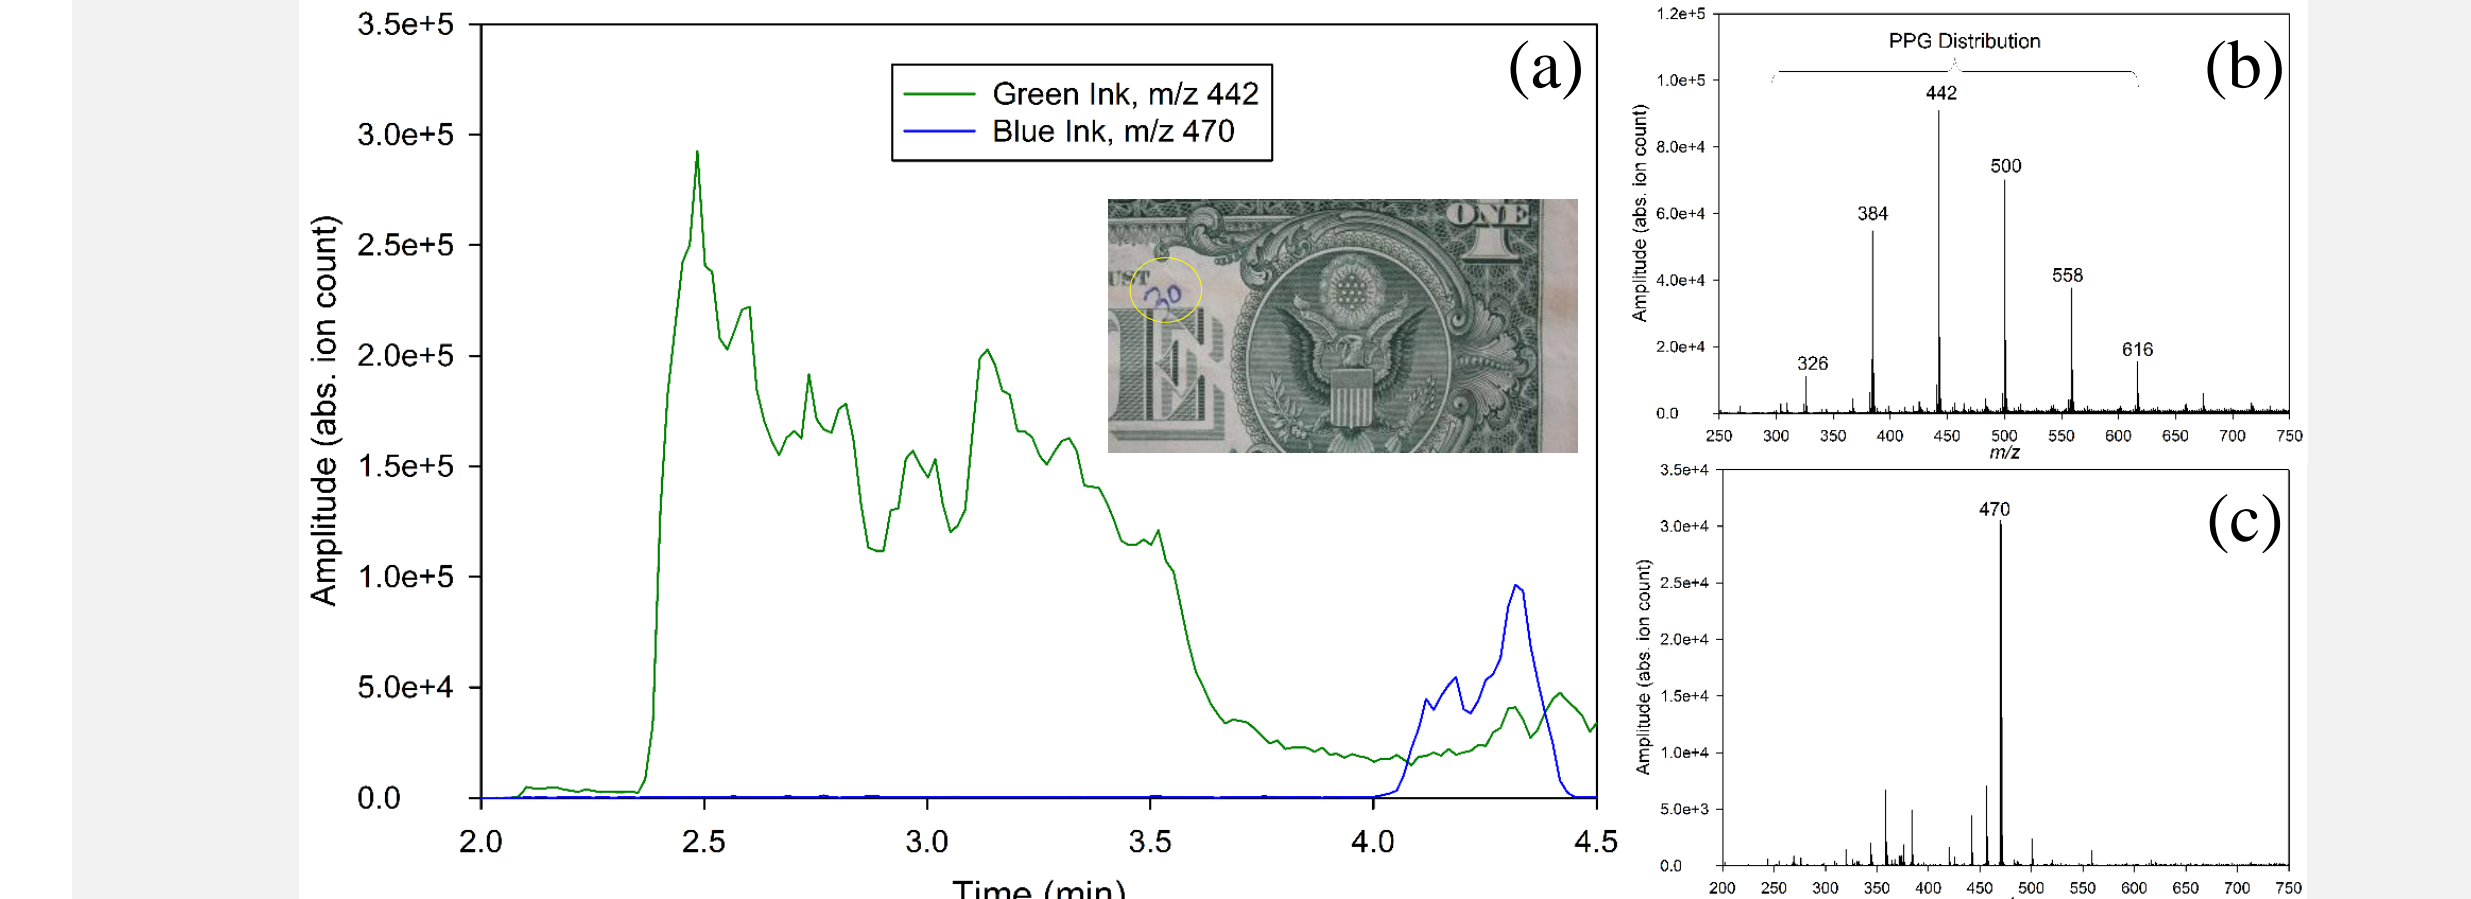 3.5e+5
3.0e+5
2.5e+5
2.0e+5
1.5e+5
1.0e+5
5.0e+4
0.0
Amplitude (abs. ion count)
2.0 2.5 3.0 3.5 4.0 4.5
Time (min)
(a)
Green Ink, m/z 442
Blue Ink, m/z 470
ONE
1
UST
30
E
1.2e+5
1.0e+5
8.0e+4
6.0e+4
4.0e+4
2.0e+4
0.0
Amplitude (abs. ion count)
PPG Distribution
(b)
442
500
384
558
326
616
250 300 350 400 450 500 550 600 650 700 750
m/z
3.5e+4
3.0e+4
2.5e+4
2.0e+4
1.5e+4
1.0e+4
5.0e+3
0.0
Amplitude (abs. ion count)
470
(c)
200 250 300 350 400 450 500 550 600 650 700 750